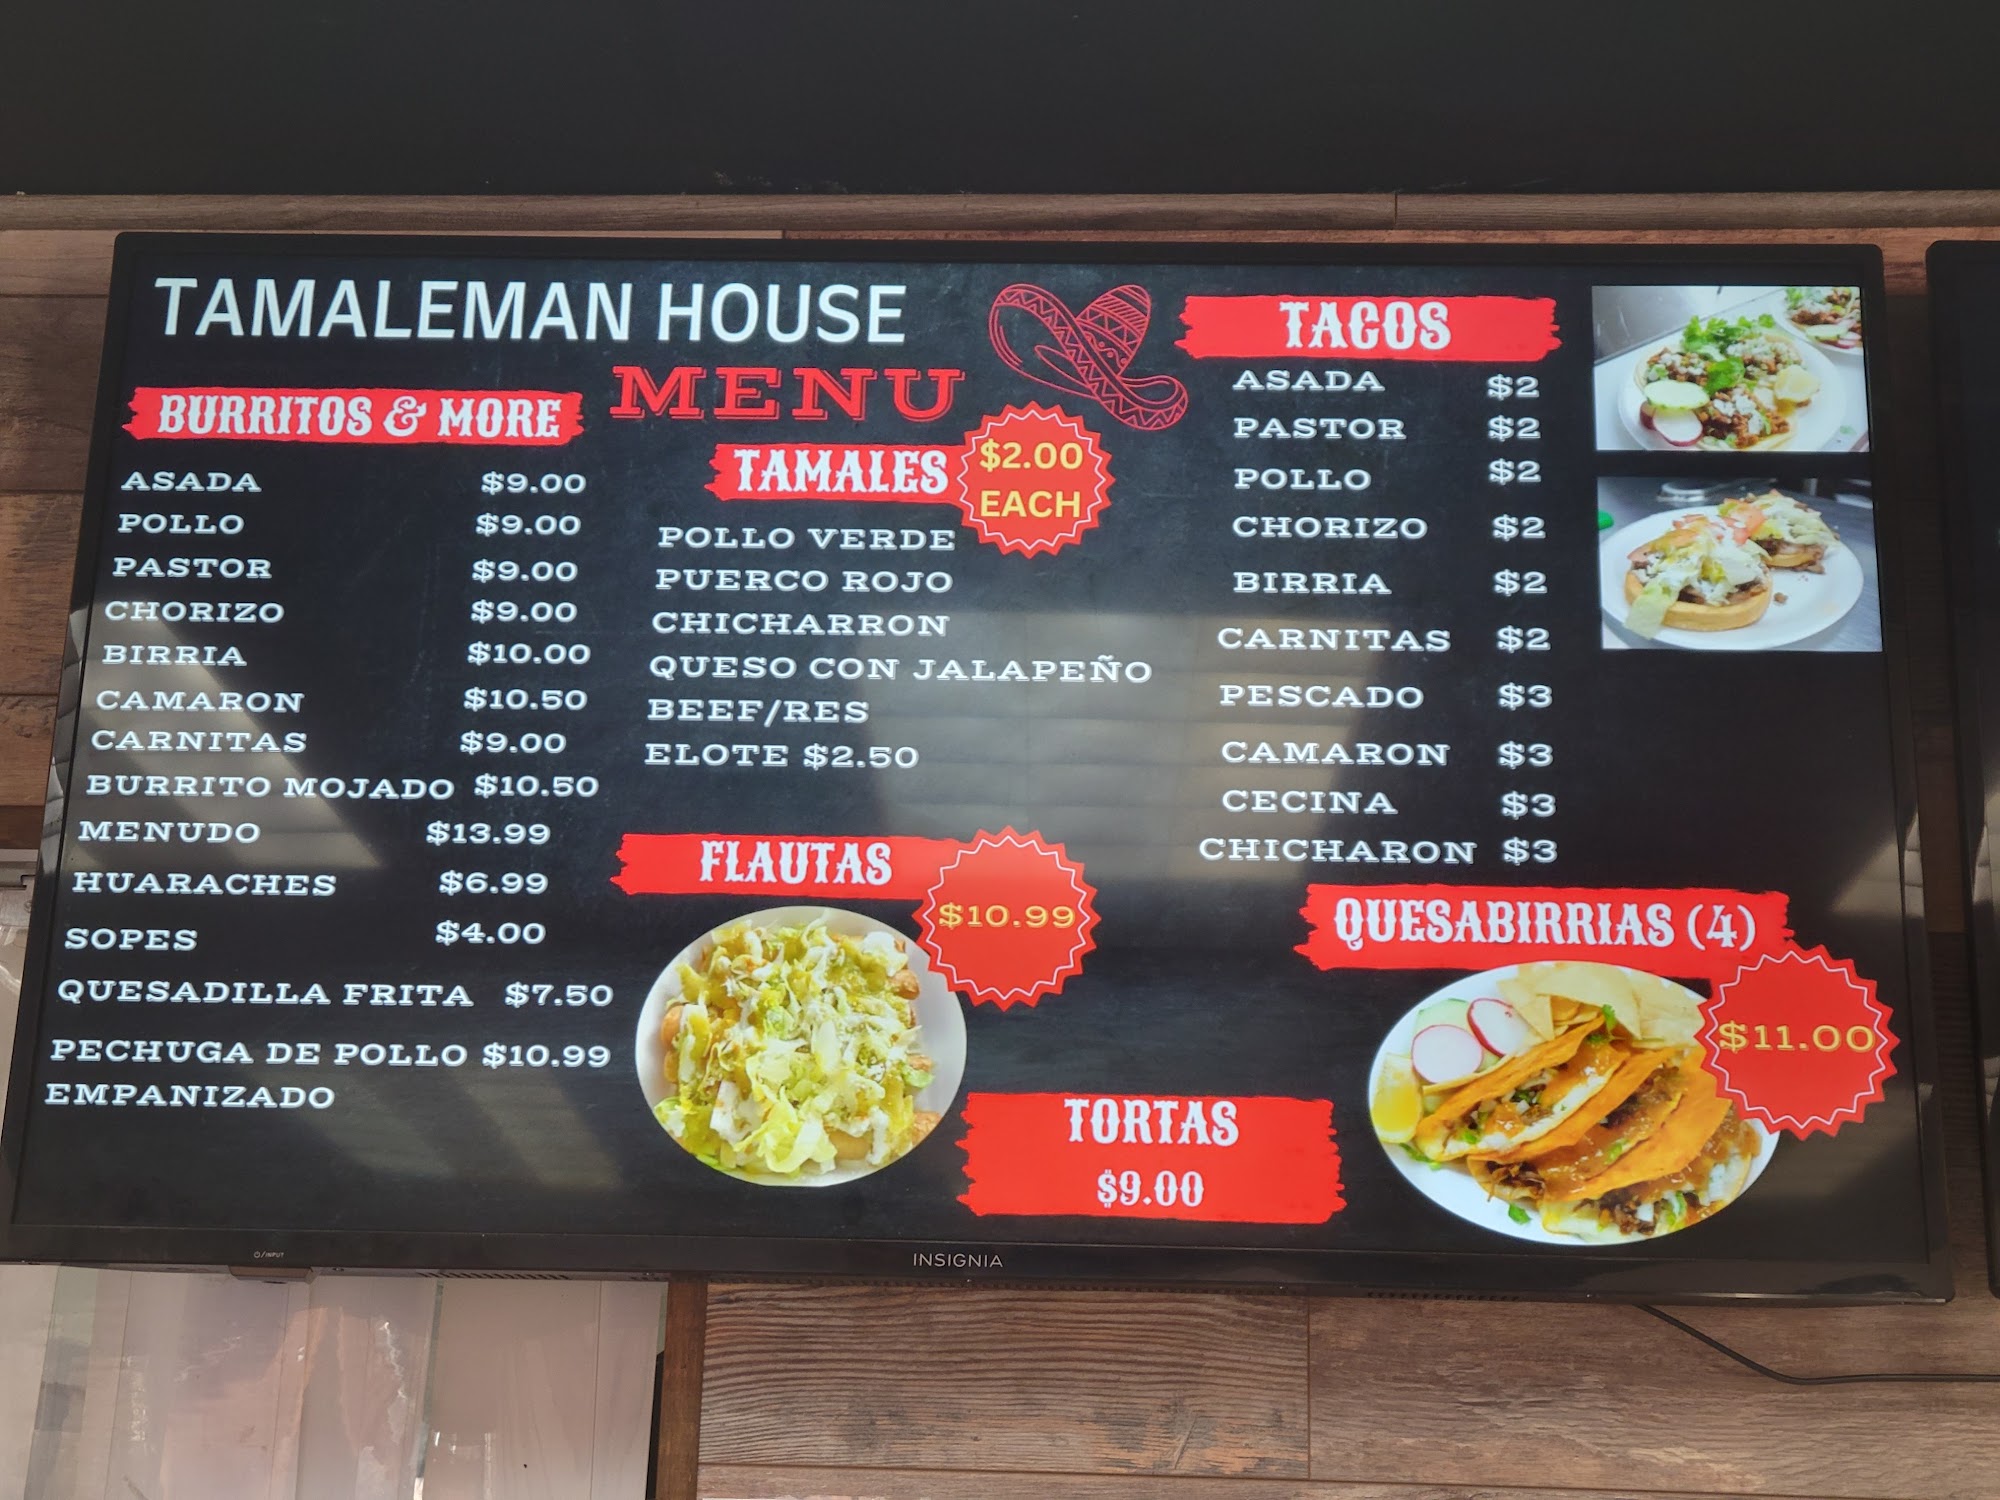 TAMALEMAN HOUSE
MENU
BURRITOS & MORE
ASADA $9.00
POLLO $9.00
PASTOR $9.00
CHORIZO $9.00
BIRRIA $10.00
CAMARON $10.50
CARNITAS $9.00
BURRITO MOJADO $10.50
MENUDO $13.99
HUARACHES $6.99
SOPES $4.00
QUESADILLA FRITA $7.50
PECHUGA DE POLLO $10.99
EMPANIZADO
TAMALES
$2.00
EACH
POLLO VERDE
PUERCO ROJO
CHICHARRON
QUESO CON JALAPEÑO
BEEF/RES
ELOTE $2.50
FLAUTAS
$10.99
TORTAS
$9.00
TACOS
ASADA $2
PASTOR $2
POLLO $2
CHORIZO $2
BIRRIA $2
CARNITAS $2
PESCADO $3
CAMARON $3
CECINA $3
CHICHARON $3
QUESABIRRIAS (4)
$11.00
/INPUT
INSIGNIA